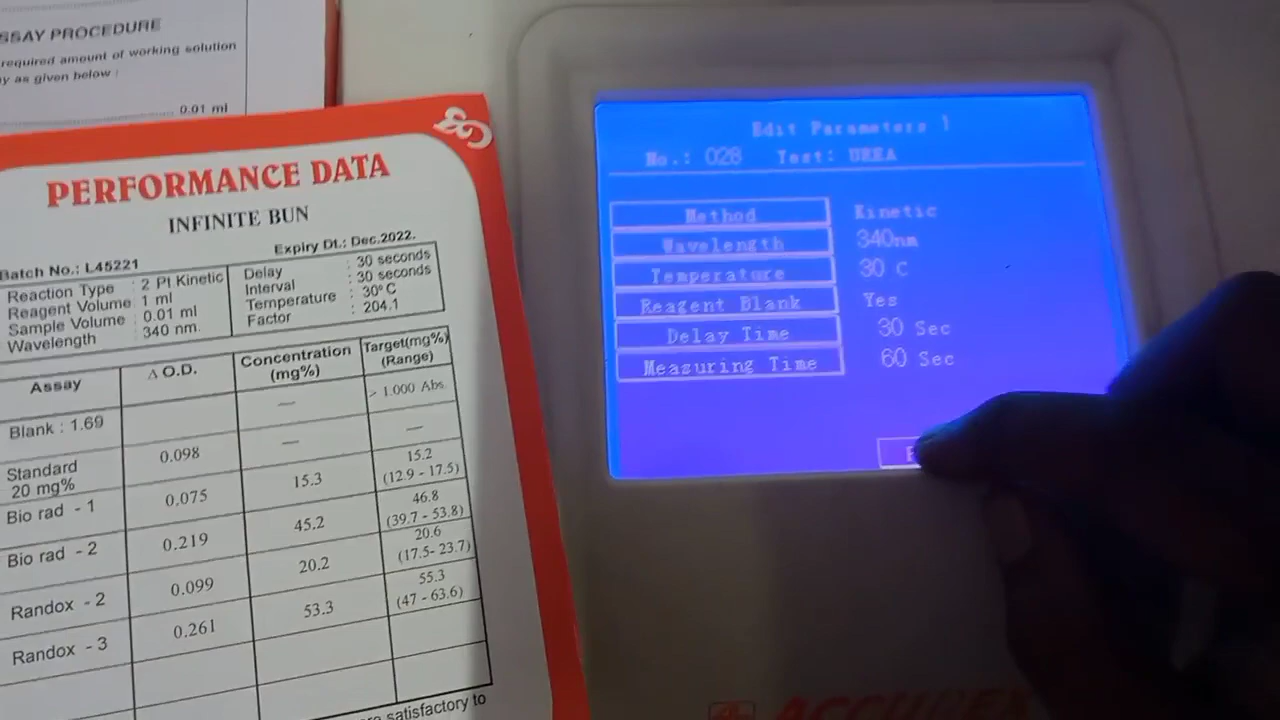 SSAY PROCEDURE
required amount of working solution
y as given below :
0.01 ml
PERFORMANCE DATA
INFINITE BUN
Batch No.: L45221
Expiry Dt.: Dec.2022.
Reaction Type : 2 Pt Kinetic
Reagent Volume : 1 ml
Sample Volume : 0.01 ml
Wavelength : 340 nm.
Delay : 30 seconds
Interval : 30 seconds
Temperature : 30°C
Factor : 204.1
Assay Δ O.D. Concentration (mg%) Target(mg%) (Range)
Blank : 1.69 — > 1.000 Abs.
Standard 20 mg% 0.098 — —
Bio rad - 1 0.075 15.3 15.2 (12.9 - 17.5)
Bio rad - 2 0.219 45.2 46.8 (39.7 - 53.8)
Randox - 2 0.099 20.2 20.6 (17.5- 23.7)
Randox - 3 0.261 53.3 55.3 (47 - 63.6)
satisfactory to
Edit Parameters 1
No.: 028 Test: UREA
Method Kinetic
Wavelength 340nm
Temperature 30 C
Reagent Blank Yes
Delay Time 30 Sec
Measuring Time 60 Sec